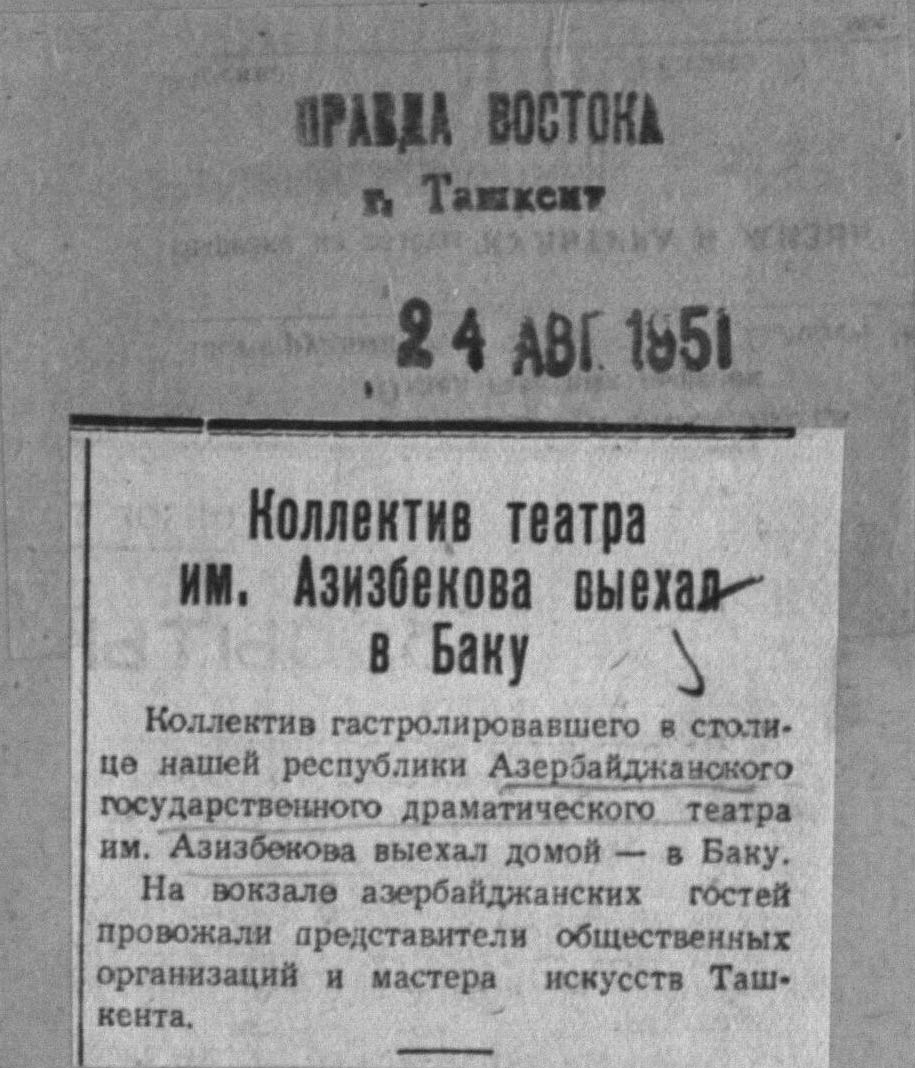 ПРАВДА ВОСТОКА
г. Ташкент
24 АВГ. 1951
Коллектив театра
им. Азизбекова выехал
в Баку
Коллектив гастролировавшего в столи-
це нашей республики Азербайджанского
государственного драматического театра
им. Азизбекова выехал домой — в Баку.
На вокзале азербайджанских гостей
провожали представители общественных
организаций и мастера искусств Таш-
кента.